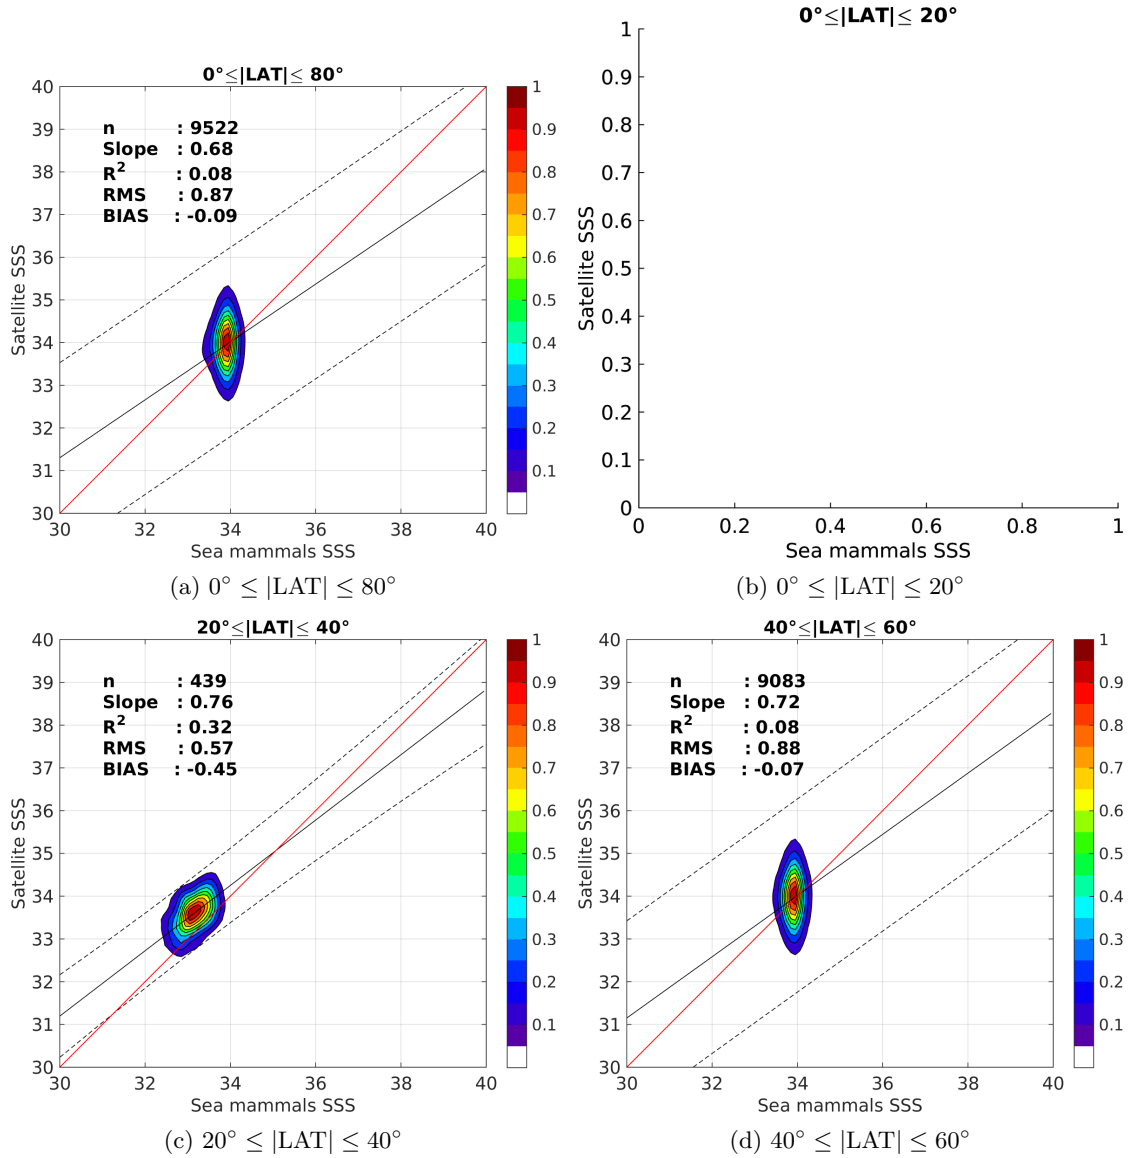 0°≤|LAT|≤ 80°
n : 9522
Slope : 0.68
R² : 0.08
RMS : 0.87
BIAS : -0.09
40
39
38
37
36
35
34
33
32
31
30
30 32 34 36 38 40
Satellite SSS
Sea mammals SSS
1
0.9
0.8
0.7
0.6
0.5
0.4
0.3
0.2
0.1
(a) 0° ≤ |LAT| ≤ 80°
0°≤|LAT|≤ 20°
1
0.9
0.8
0.7
0.6
0.5
0.4
0.3
0.2
0.1
0
0 0.2 0.4 0.6 0.8 1
Satellite SSS
Sea mammals SSS
(b) 0° ≤ |LAT| ≤ 20°
20°≤|LAT|≤ 40°
n : 439
Slope : 0.76
R² : 0.32
RMS : 0.57
BIAS : -0.45
40
39
38
37
36
35
34
33
32
31
30
30 32 34 36 38 40
Satellite SSS
Sea mammals SSS
1
0.9
0.8
0.7
0.6
0.5
0.4
0.3
0.2
0.1
(c) 20° ≤ |LAT| ≤ 40°
40°≤|LAT|≤ 60°
n : 9083
Slope : 0.72
R² : 0.08
RMS : 0.88
BIAS : -0.07
40
39
38
37
36
35
34
33
32
31
30
30 32 34 36 38 40
Satellite SSS
Sea mammals SSS
1
0.9
0.8
0.7
0.6
0.5
0.4
0.3
0.2
0.1
(d) 40° ≤ |LAT| ≤ 60°